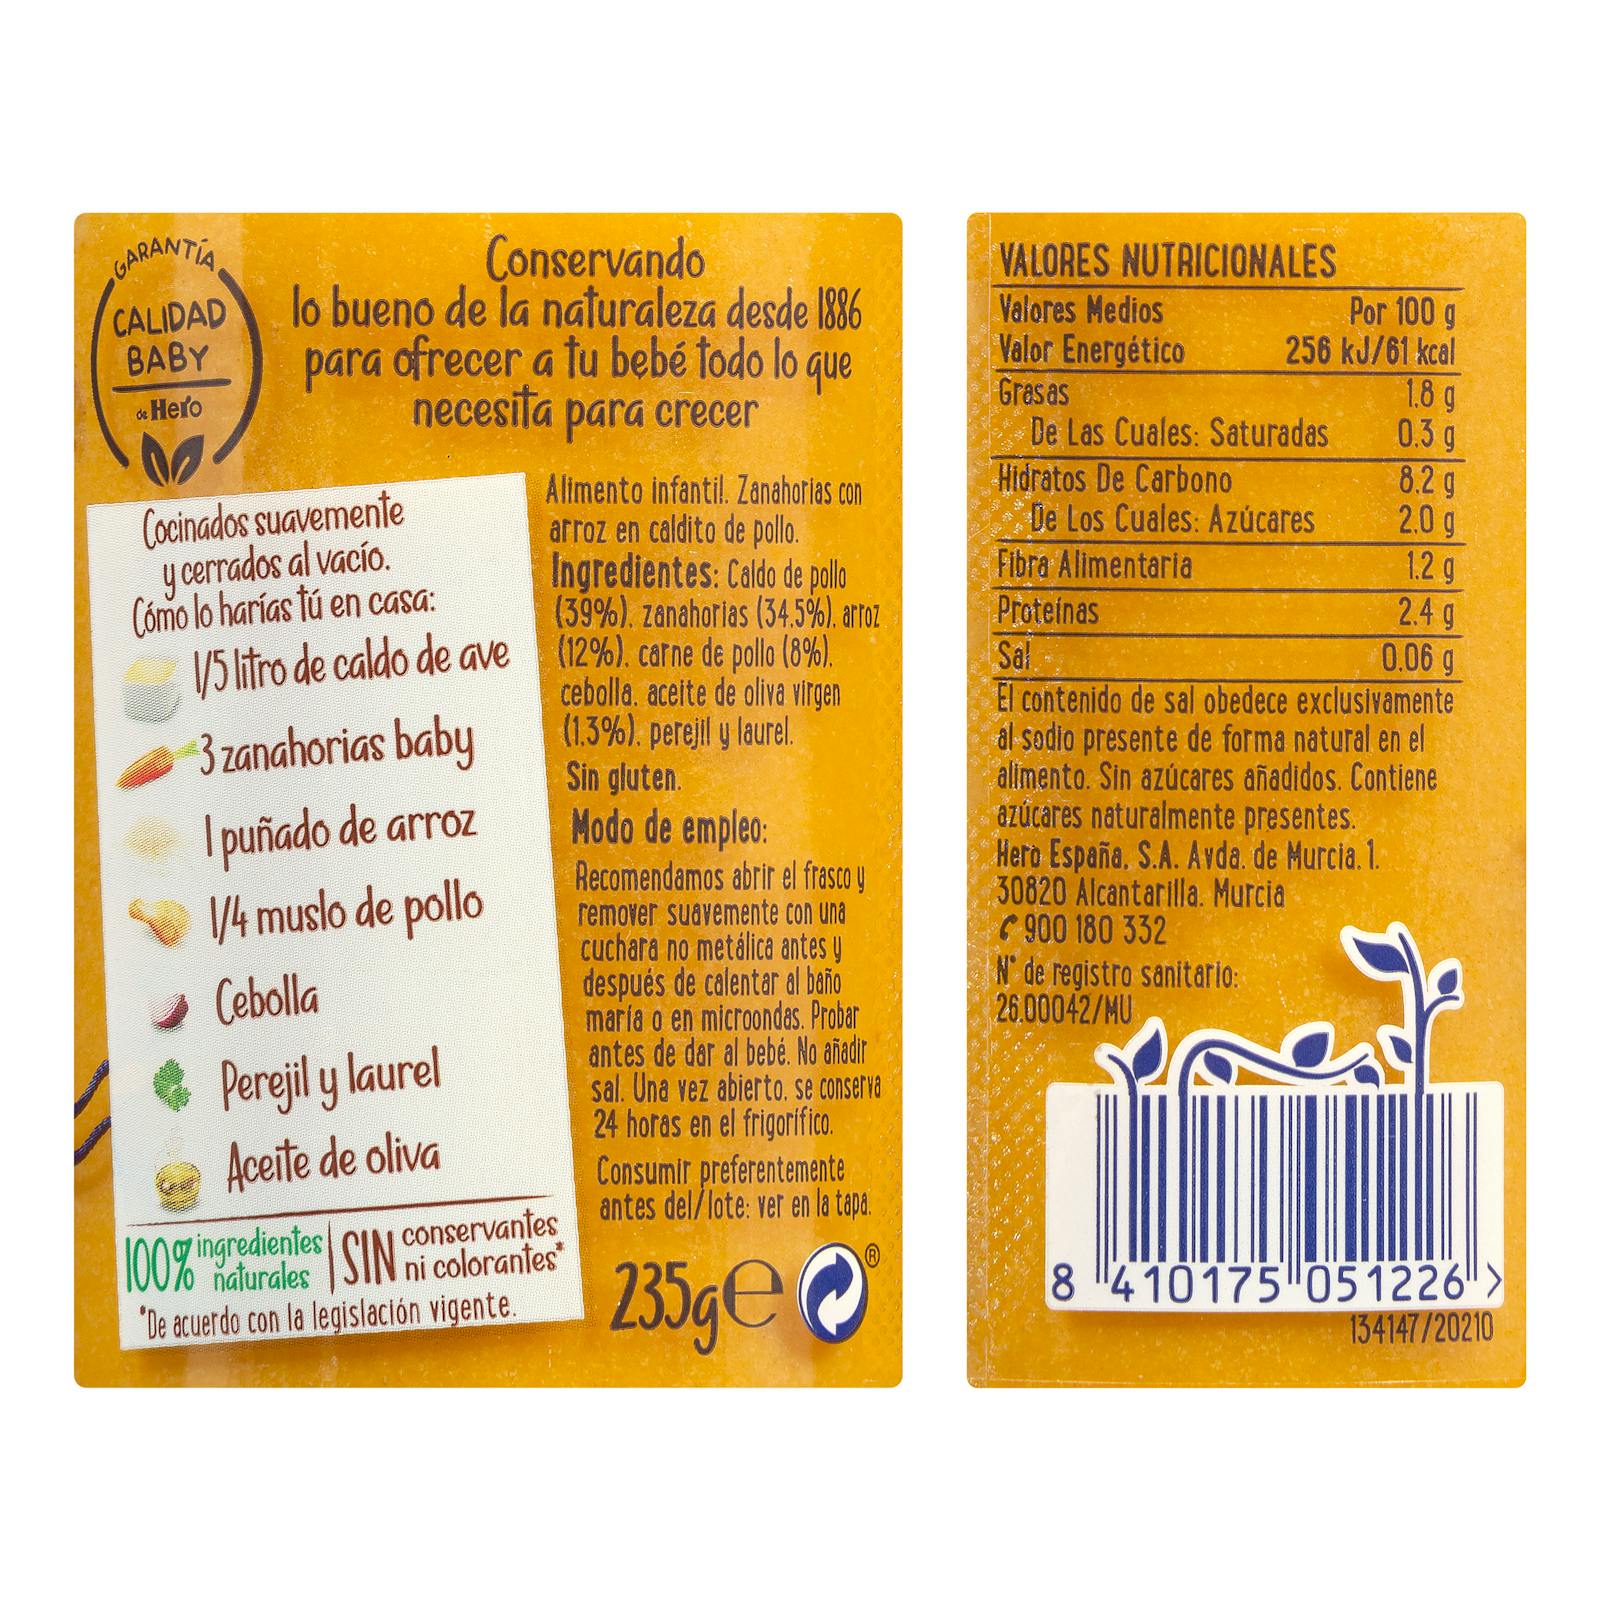 GARANTÍA
CALIDAD
BABY
de Hero
Conservando
lo bueno de la naturaleza desde 1886
para ofrecer a tu bebé todo lo que
necesita para crecer
Cocinados suavemente
y cerrados al vacío.
Cómo lo harías tú en casa:
1/5 litro de caldo de ave
3 zanahorias baby
1 puñado de arroz
1/4 muslo de pollo
Cebolla
Perejil y laurel
Aceite de oliva
100% ingredientes naturales
SIN conservantes ni colorantes*
*De acuerdo con la legislación vigente.
Alimento infantil. Zanahorias con
arroz en caldito de pollo.
Ingredientes: Caldo de pollo
(39%), zanahorias (34.5%), arroz
(12%), carne de pollo (8%),
cebolla, aceite de oliva virgen
(1.3%), perejil y laurel.
Sin gluten.
Modo de empleo:
Recomendamos abrir el frasco y
remover suavemente con una
cuchara no metálica antes y
después de calentar al baño
maría o en microondas. Probar
antes de dar al bebé. No añadir
sal. Una vez abierto, se conserva
24 horas en el frigorífico.
Consumir preferentemente
antes del/lote: ver en la tapa.
235g e ®
VALORES NUTRICIONALES
Valores Medios Por 100 g
Valor Energético 256 kJ/61 kcal
Grasas 1.8 g
De Las Cuales: Saturadas 0.3 g
Hidratos De Carbono 8.2 g
De Los Cuales: Azúcares 2.0 g
Fibra Alimentaria 1.2 g
Proteínas 2.4 g
Sal 0.06 g
El contenido de sal obedece exclusivamente
al sodio presente de forma natural en el
alimento. Sin azúcares añadidos. Contiene
azúcares naturalmente presentes.
Hero España, S.A. Avda. de Murcia, 1.
30820 Alcantarilla. Murcia
900 180 332
N° de registro sanitario:
26.00042/MU
8 410175 051226 >
134147/20210